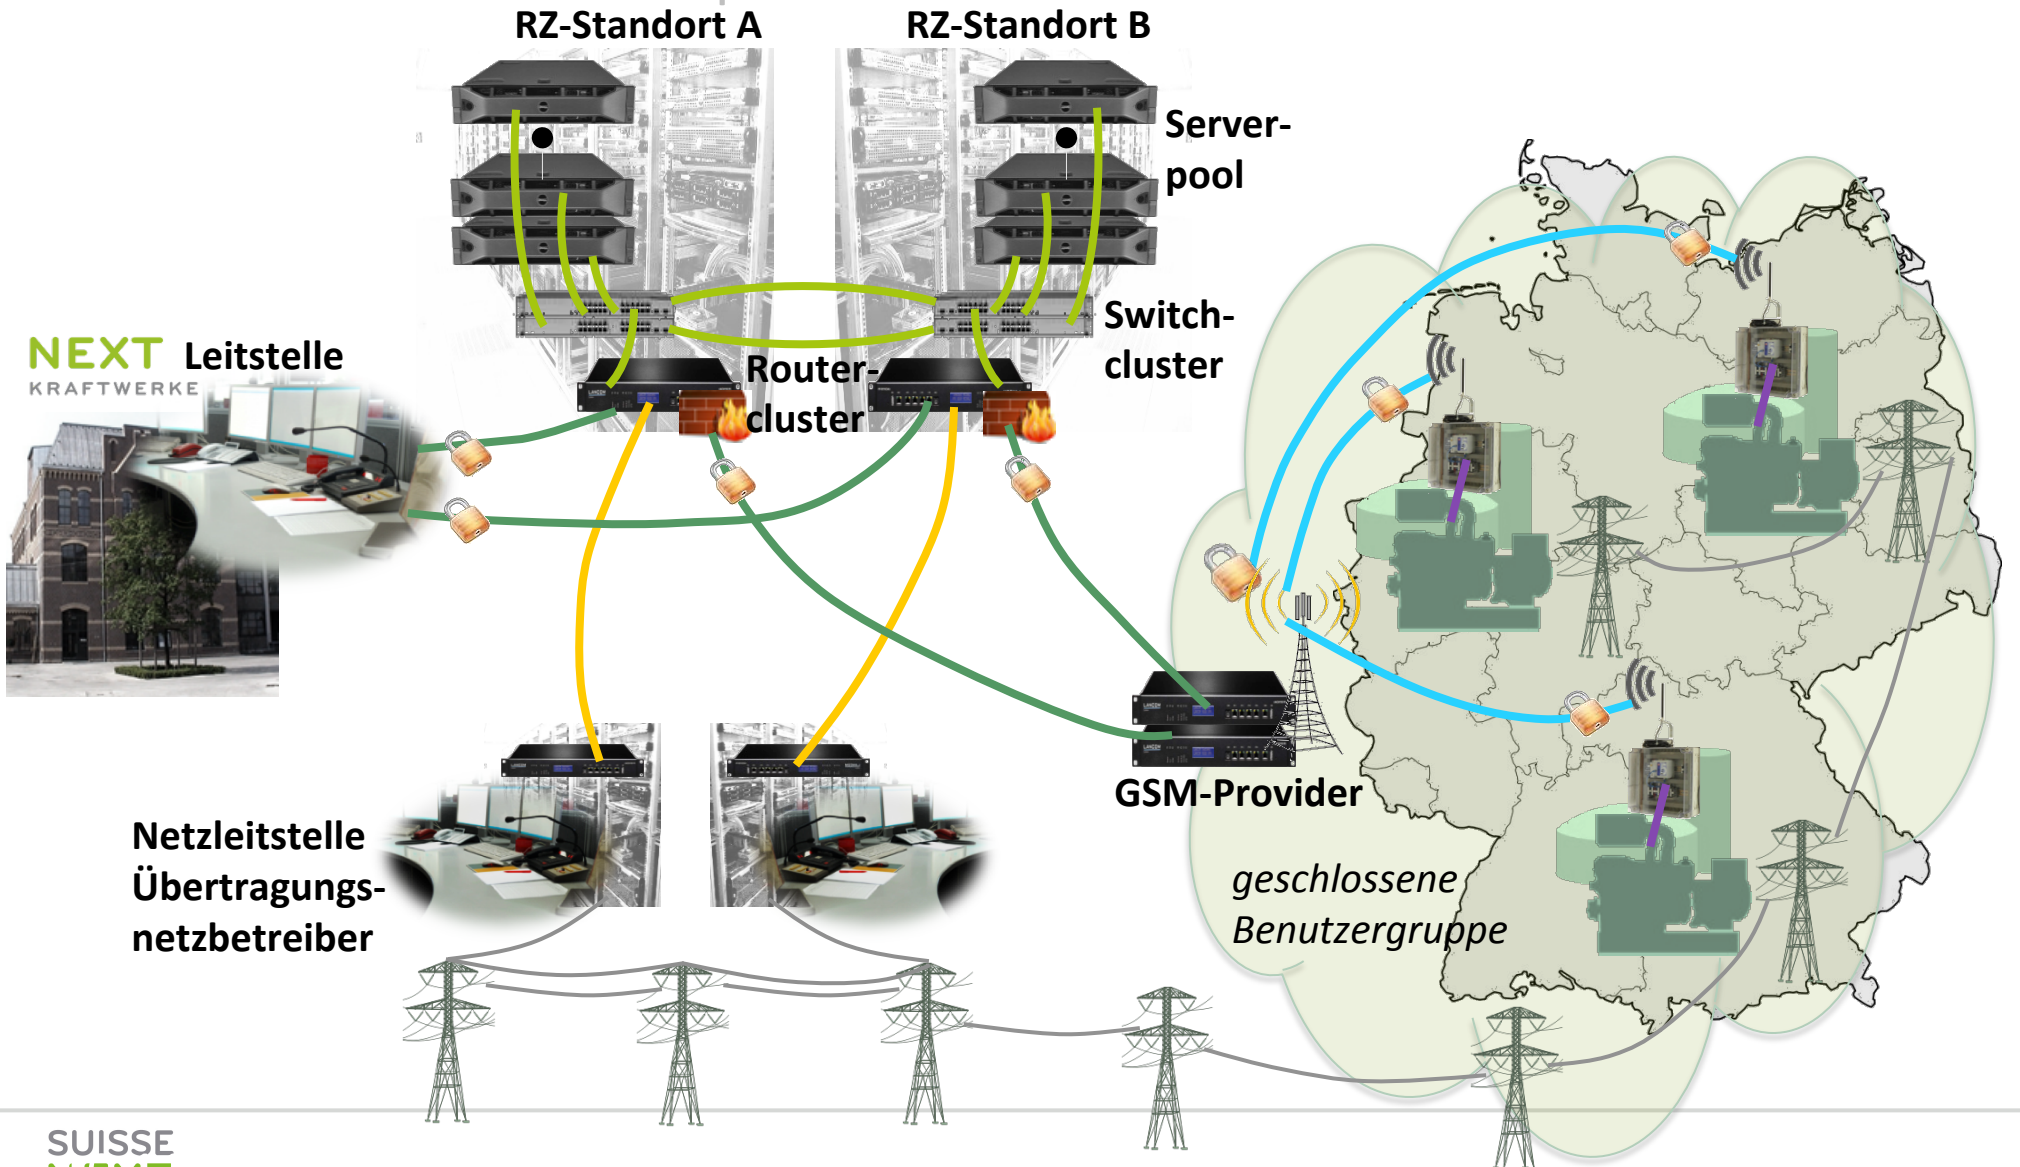 RZ-Standort A
RZ-Standort B
Server-
pool
Switch-
cluster
Router-
cluster
NEXT
KRAFTWERKE
Leitstelle
GSM-Provider
geschlossene
Benutzergruppe
Netzleitstelle
Übertragungs-
netzbetreiber
SUISSE